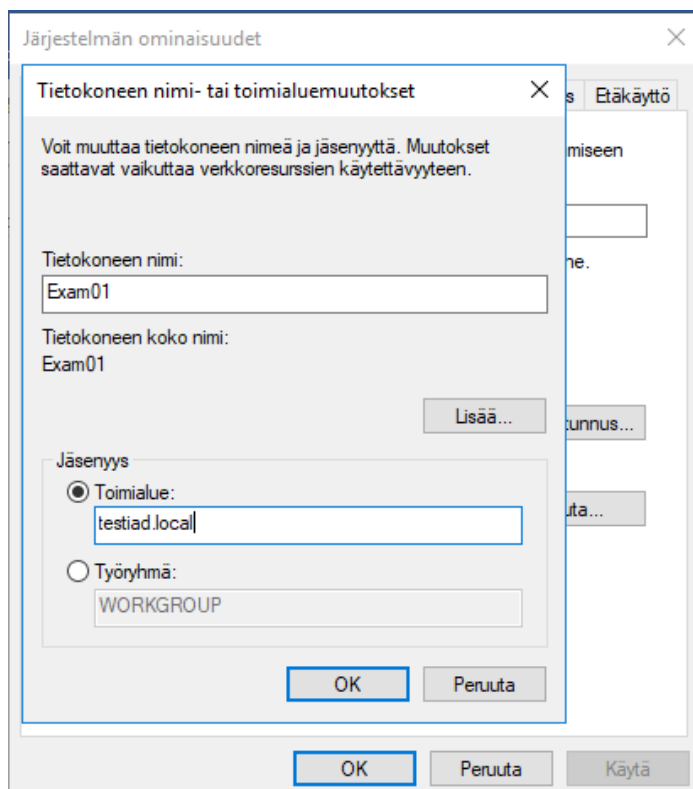 Järjestelmän ominaisuudet
Tietokoneen nimi- tai toimialuemuutokset
s Etäkäyttö
Voit muuttaa tietokoneen nimeä ja jäsenyyttä. Muutokset
saattavat vaikuttaa verkkoresurssien käytettävyyteen.
miseen
Tietokoneen nimi:
ne.
Exam01
Tietokoneen koko nimi:
Exam01
Lisää...
tunnus...
Jäsenyys
Toimialue:
testiad.local
uta...
Työryhmä:
WORKGROUP
OK Peruuta
OK Peruuta Käytä